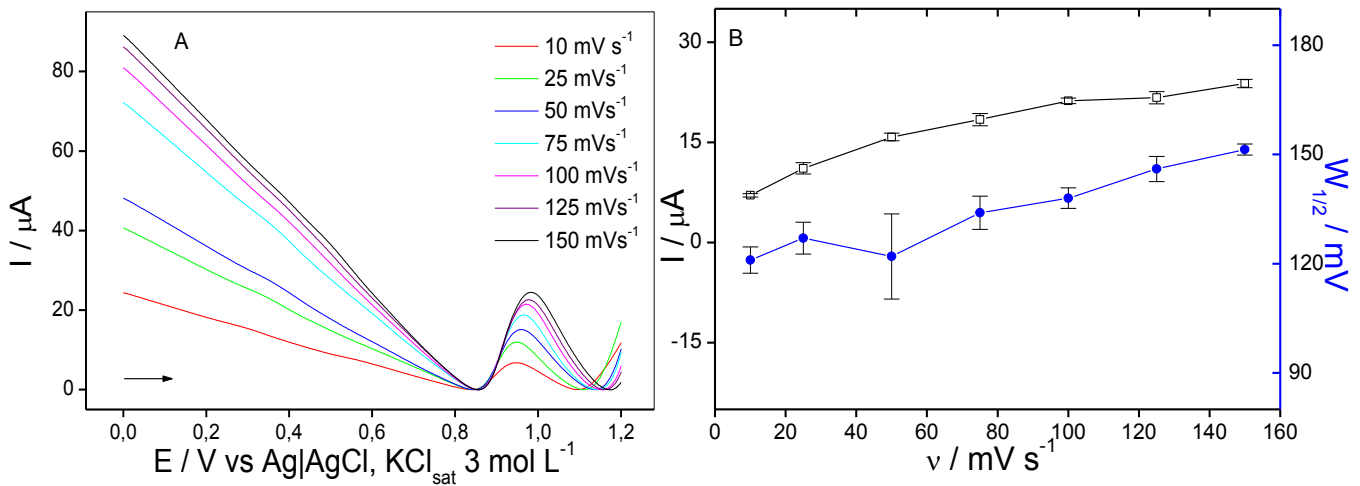 A
10 mV s⁻¹
25 mVs⁻¹
50 mVs⁻¹
75 mVs⁻¹
100 mVs⁻¹
125 mVs⁻¹
150 mVs⁻¹
80
60
40
20
0
I / μA
0,0
0,2
0,4
0,6
0,8
1,0
1,2
E / V vs Ag|AgCl, KCl_sat 3 mol L⁻¹
B
30
15
0
-15
I / μA
0
20
40
60
80
100
120
140
160
ν / mV s⁻¹
180
150
120
90
W^1/2 / mV